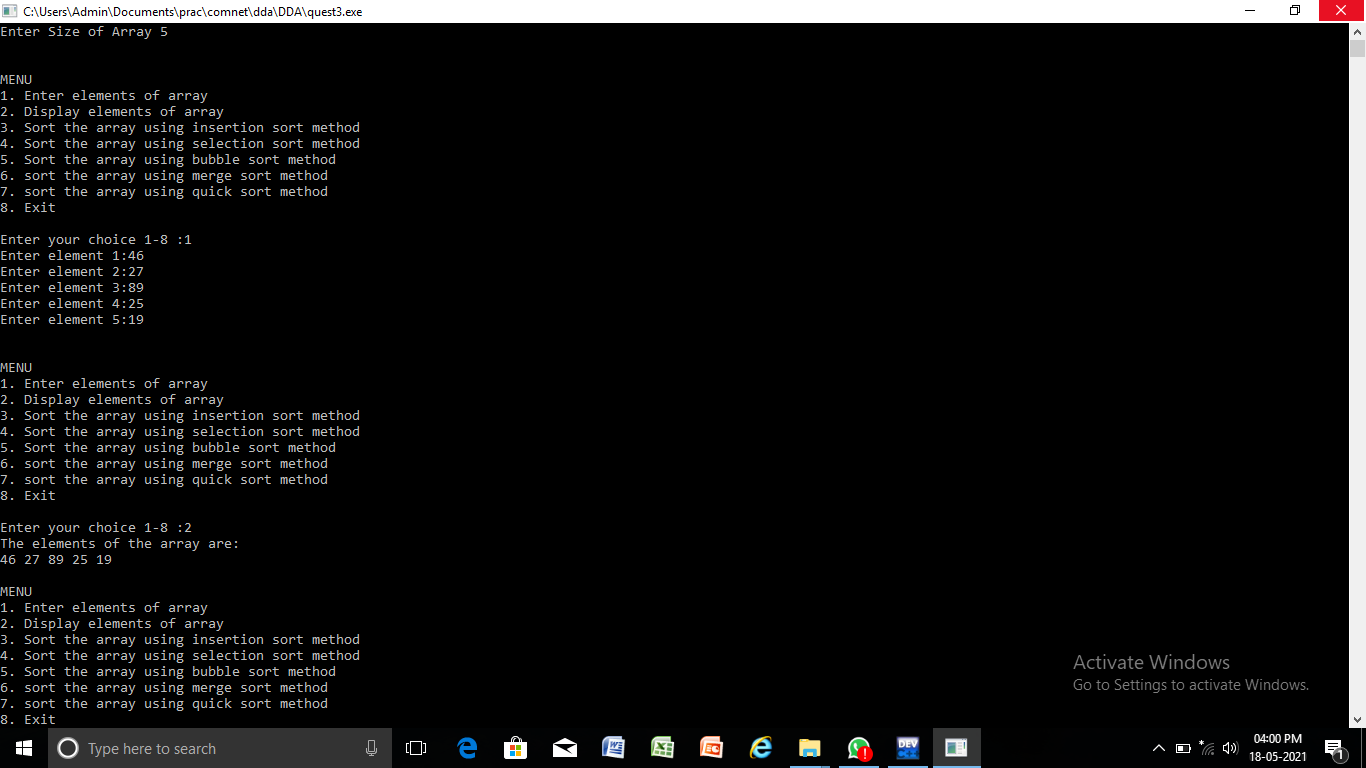 C:\Users\Admin\Documents\prac\comnet\dda\DDA\quest3.exe
Enter Size of Array 5
MENU
1. Enter elements of array
2. Display elements of array
3. Sort the array using insertion sort method
4. Sort the array using selection sort method
5. Sort the array using bubble sort method
6. sort the array using merge sort method
7. sort the array using quick sort method
8. Exit
Enter your choice 1-8 :1
Enter element 1:46
Enter element 2:27
Enter element 3:89
Enter element 4:25
Enter element 5:19
MENU
1. Enter elements of array
2. Display elements of array
3. Sort the array using insertion sort method
4. Sort the array using selection sort method
5. Sort the array using bubble sort method
6. sort the array using merge sort method
7. sort the array using quick sort method
8. Exit
Enter your choice 1-8 :2
The elements of the array are:
46 27 89 25 19
MENU
1. Enter elements of array
2. Display elements of array
3. Sort the array using insertion sort method
4. Sort the array using selection sort method
5. Sort the array using bubble sort method
6. sort the array using merge sort method
7. sort the array using quick sort method
8. Exit
Activate Windows
Go to Settings to activate Windows.
Type here to search
DEV
04:00 PM
18-05-2021
1